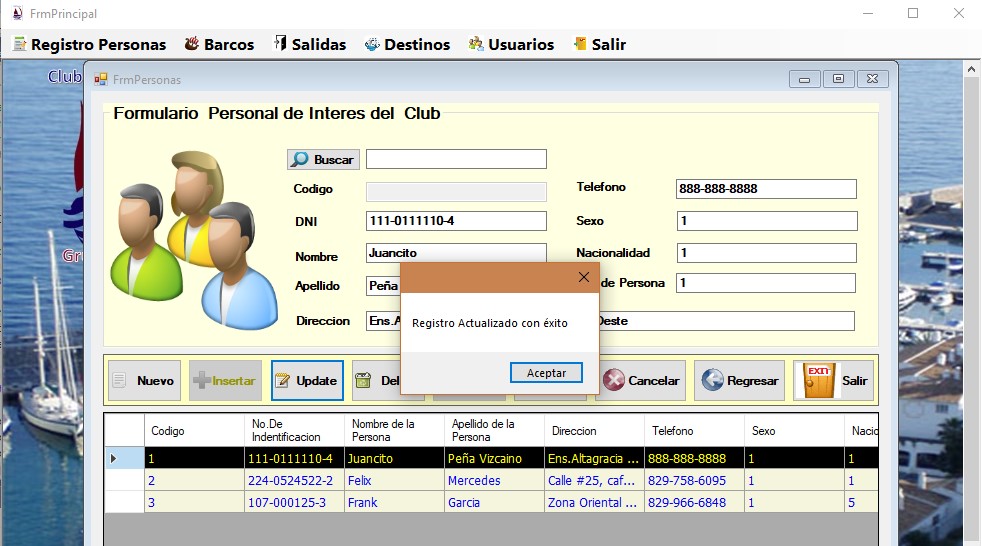 FrmPrincipal
Registro Personas Barcos Salidas Destinos Usuarios Salir
Club
FrmPersonas
Formulario Personal de Interes del Club
Buscar
Codigo
Telefono 888-888-8888
DNI 111-0111110-4
Sexo 1
Nombre Juancito
Nacionalidad 1
Apellido Peña
de Persona 1
Direccion Ens.A
Oeste
Gr
Registro Actualizado con éxito
Aceptar
Nuevo Insertar Update Del Cancelar Regresar EXIT Salir
Codigo No.De Indentificacion Nombre de la Persona Apellido de la Persona Direccion Telefono Sexo Nacio
1 111-0111110-4 Juancito Peña Vizcaino Ens.Altagracia ... 888-888-8888 1 1
2 224-0524522-2 Felix Mercedes Calle #25, caf... 829-758-6095 1 1
3 107-000125-3 Frank Garcia Zona Oriental ... 829-966-6848 1 5